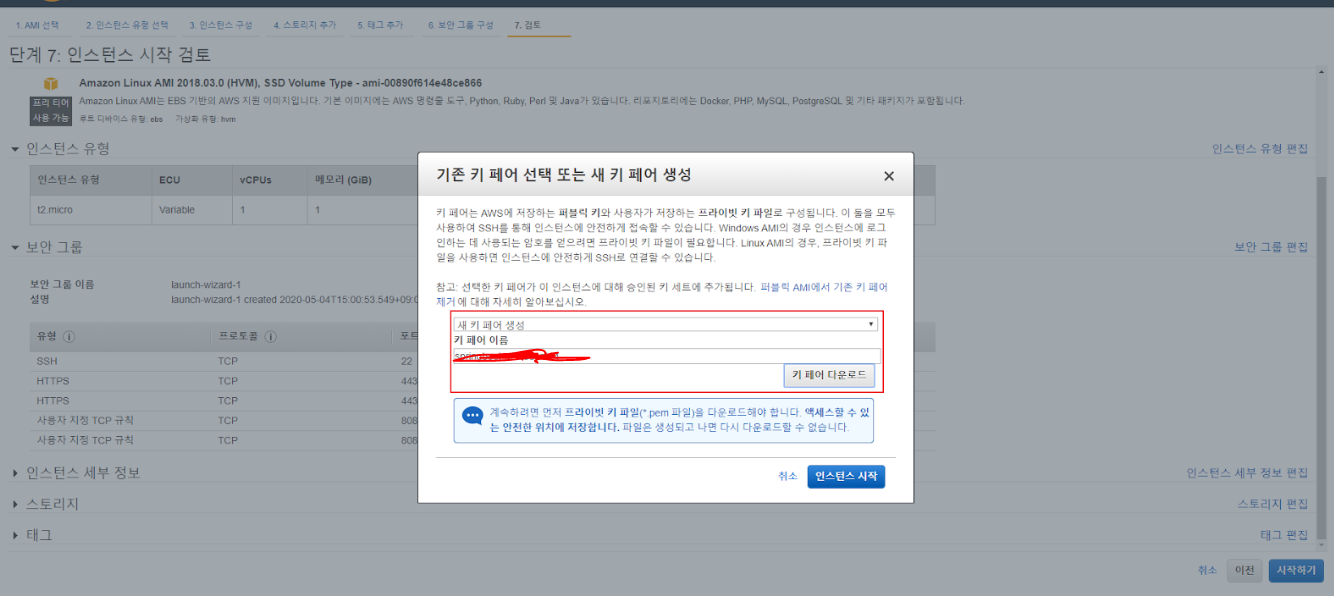 1. AMI 선택 2. 인스턴스 유형 선택 3. 인스턴스 구성 4. 스토리지 추가 5. 태그 추가 6. 보안 그룹 구성 7. 검토
단계 7: 인스턴스 시작 검토
Amazon Linux AMI 2018.03.0 (HVM), SSD Volume Type - ami-00890f614e48ce866
프리 티어
사용 가능
Amazon Linux AMI는 EBS 기반의 AWS 지원 이미지입니다. 기본 이미지에는 AWS 명령줄 도구, Python, Ruby, Perl 및 Java가 있습니다. 리포지토리에는 Docker, PHP, MySQL, PostgreSQL 및 기타 패키지가 포함됩니다.
루트 디바이스 유형: ebs 가상화 유형: hvm
인스턴스 유형 인스턴스 유형 편집
인스턴스 유형 ECU vCPUs 메모리 (GiB)
t2.micro Variable 1 1
보안 그룹 보안 그룹 편집
보안 그룹 이름 launch-wizard-1
설명 launch-wizard-1 created 2020-05-04T15:00:53.549+09:0
유형 프로토콜 포트
SSH TCP 22
HTTPS TCP 443
HTTPS TCP 443
사용자 지정 TCP 규칙 TCP 808
사용자 지정 TCP 규칙 TCP 808
인스턴스 세부 정보 인스턴스 세부 정보 편집
스토리지 스토리지 편집
태그 태그 편집
취소 이전 시작하기
기존 키 페어 선택 또는 새 키 페어 생성
키 페어는 AWS에 저장하는 퍼블릭 키와 사용자가 저장하는 프라이빗 키 파일로 구성됩니다. 이 둘을 모두
사용하여 SSH를 통해 인스턴스에 안전하게 접속할 수 있습니다. Windows AMI의 경우 인스턴스에 로그
인하는 데 사용되는 암호를 얻으려면 프라이빗 키 파일이 필요합니다. Linux AMI의 경우, 프라이빗 키 파
일을 사용하면 인스턴스에 안전하게 SSH로 연결할 수 있습니다.
참고: 선택한 키 페어가 이 인스턴스에 대해 승인된 키 세트에 추가됩니다. 퍼블릭 AMI에서 기존 키 페어
제거 에 대해 자세히 알아보십시오.
새 키 페어 생성
키 페어 이름
키 페어 다운로드
계속하려면 먼저 프라이빗 키 파일(*.pem 파일)을 다운로드해야 합니다. 액세스할 수 있
는 안전한 위치에 저장합니다. 파일은 생성되고 나면 다시 다운로드할 수 없습니다.
취소 인스턴스 시작